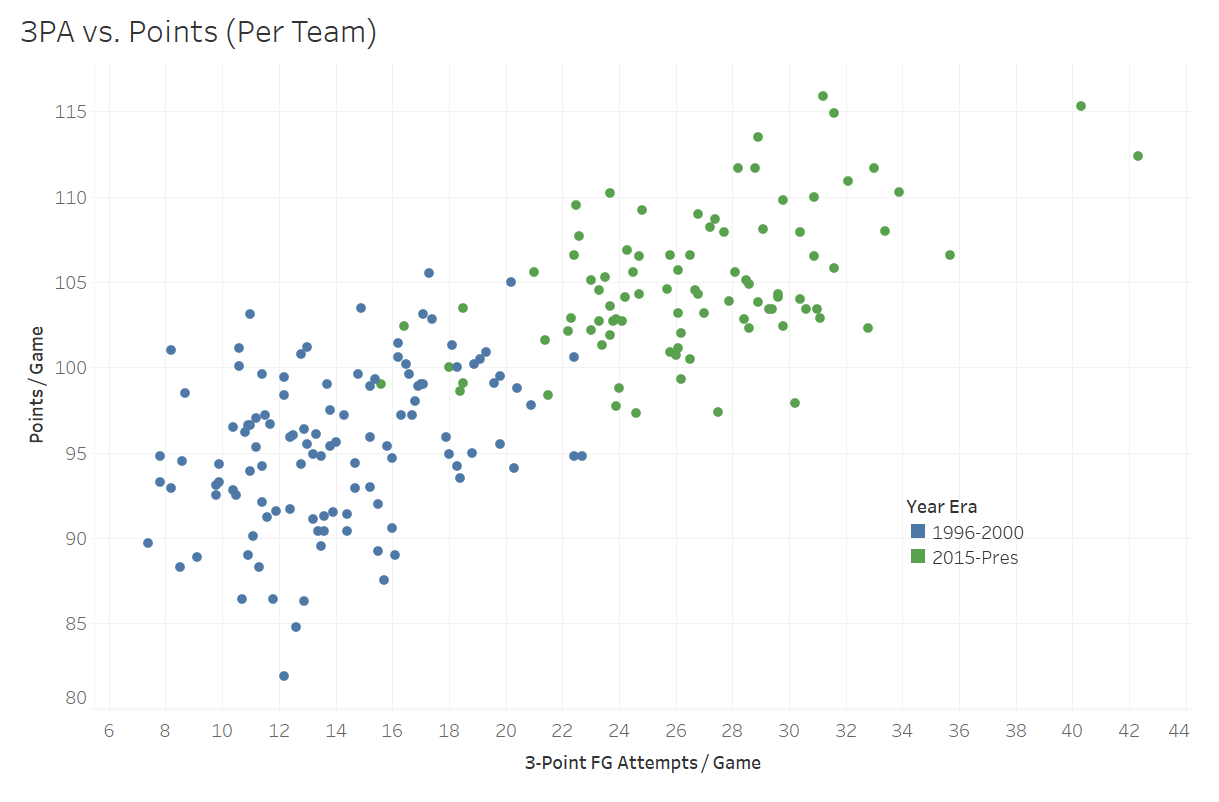 3PA vs. Points (Per Team)
115
110
105
100
95
90
85
80
Points / Game
Year Era
1996-2000
2015-Pres
6 8 10 12 14 16 18 20 22 24 26 28 30 32 34 36 38 40 42 44
3-Point FG Attempts / Game